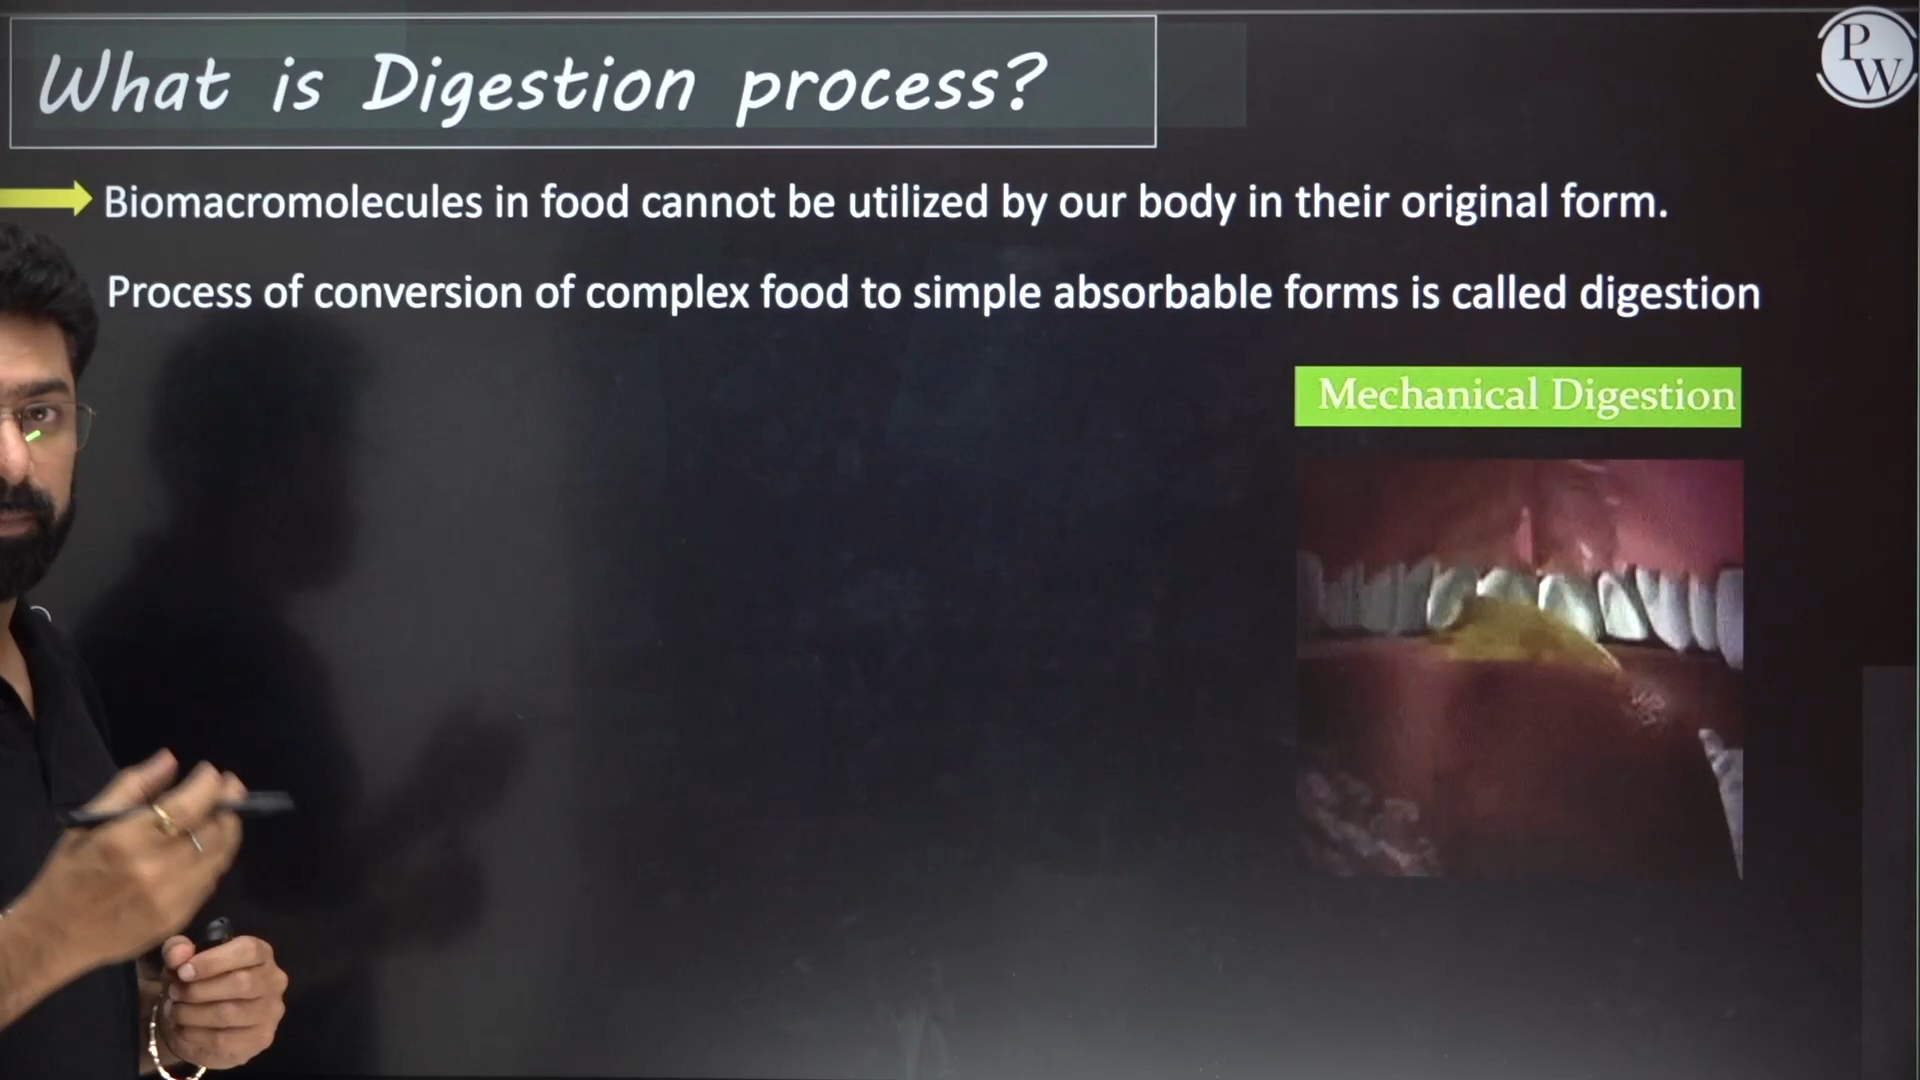 What is Digestion process?
PW
Biomacromolecules in food cannot be utilized by our body in their original form.
Process of conversion of complex food to simple absorbable forms is called digestion
Mechanical Digestion